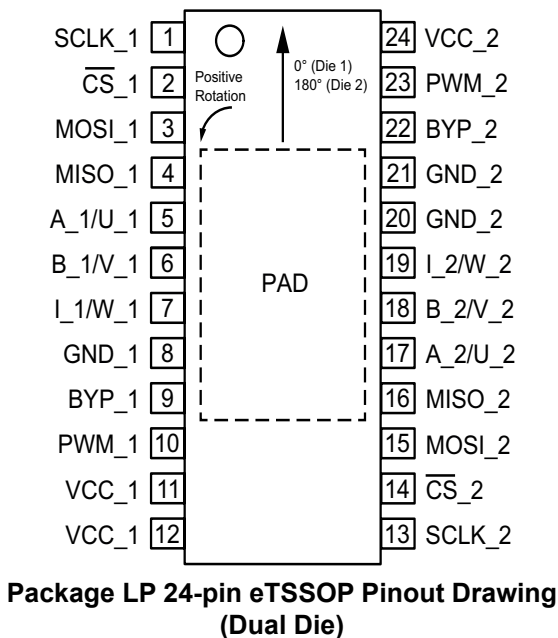 SCLK_1 1
CS_1 2
MOSI_1 3
MISO_1 4
A_1/U_1 5
B_1/V_1 6
I_1/W_1 7
GND_1 8
BYP_1 9
PWM_1 10
VCC_1 11
VCC_1 12
Positive
Rotation
0° (Die 1)
180° (Die 2)
PAD
24 VCC_2
23 PWM_2
22 BYP_2
21 GND_2
20 GND_2
19 I_2/W_2
18 B_2/V_2
17 A_2/U_2
16 MISO_2
15 MOSI_2
14 CS_2
13 SCLK_2
Package LP 24-pin eTSSOP Pinout Drawing
(Dual Die)